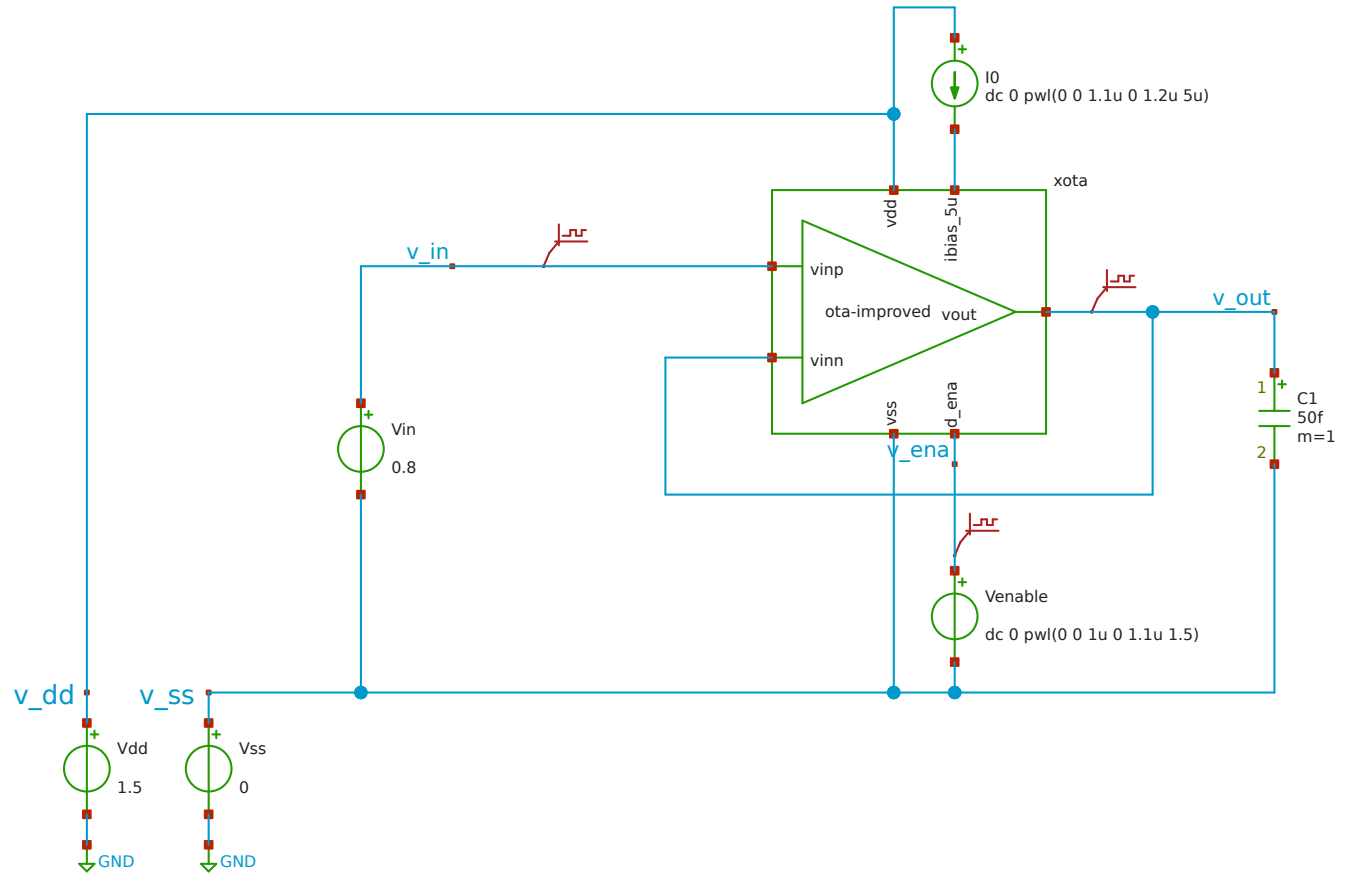 +
I0
dc 0 pwl(0 0 1.1u 0 1.2u 5u)
xota
vdd
ibias_5u
v_in
vinp
ota-improved
vout
v_out
vinn
vss
d_ena
1
+
C1
50f
m=1
2
+
Vin
0.8
v_ena
+
Venable
dc 0 pwl(0 0 1u 0 1.1u 1.5)
v_dd
v_ss
+
Vdd
1.5
+
Vss
0
GND
GND